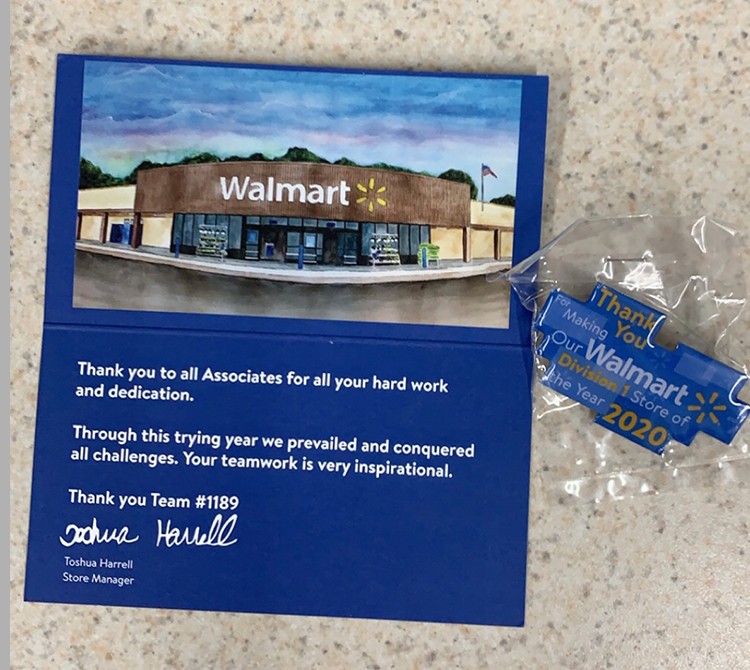 Walmart
Thank you to all Associates for all your hard work
and dedication.
Through this trying year we prevailed and conquered
all challenges. Your teamwork is very inspirational.
Thank you Team #1189
Joshua Harrell
Toshua Harrell
Store Manager
Thank
You
For
Making
Our Walmart
Division 1 Store of
the Year 2020